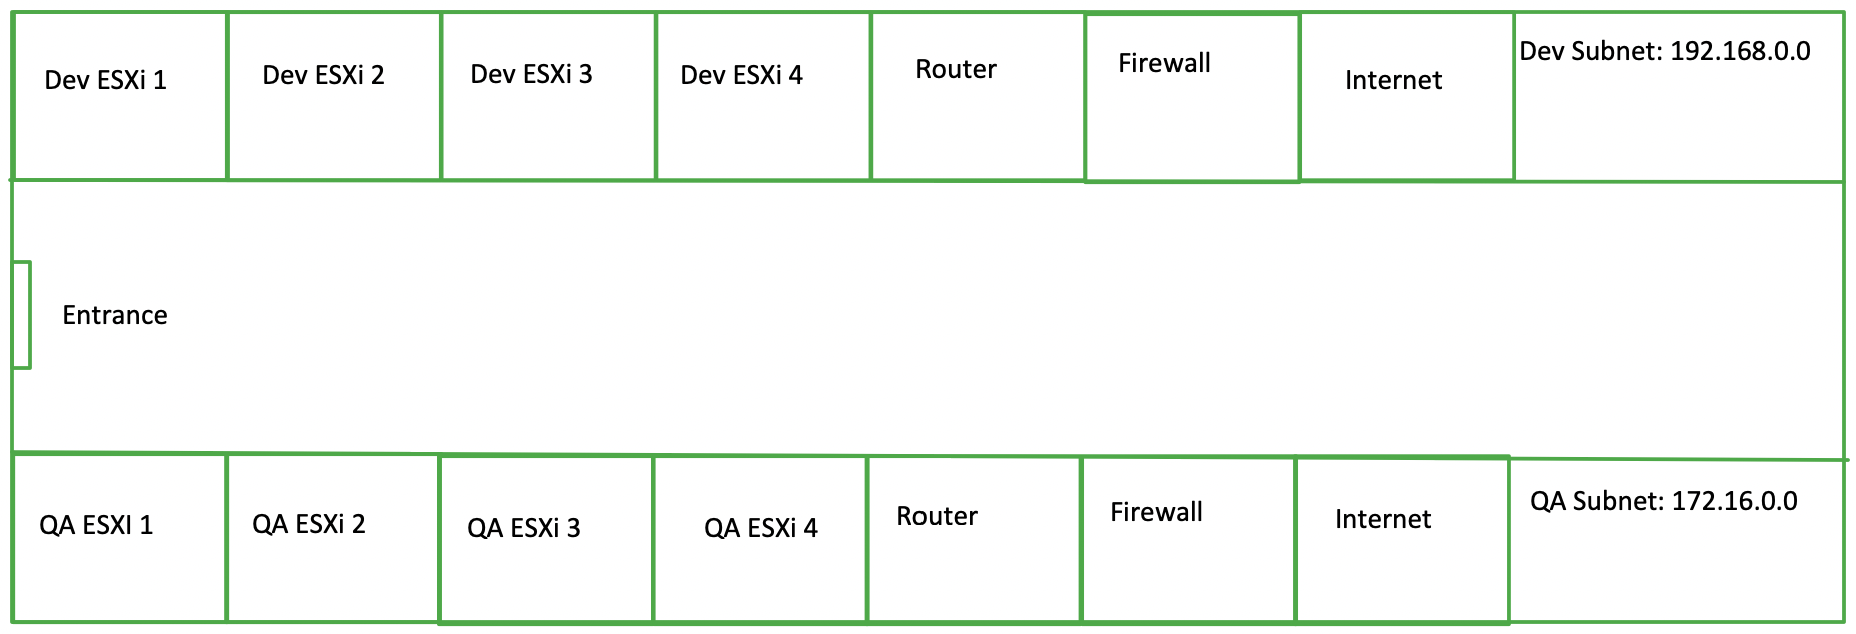 Dev ESXi 1
Dev ESXi 2
Dev ESXi 3
Dev ESXi 4
Router
Firewall
Internet
Dev Subnet: 192.168.0.0
Entrance
QA ESXI 1
QA ESXi 2
QA ESXi 3
QA ESXi 4
Router
Firewall
Internet
QA Subnet: 172.16.0.0